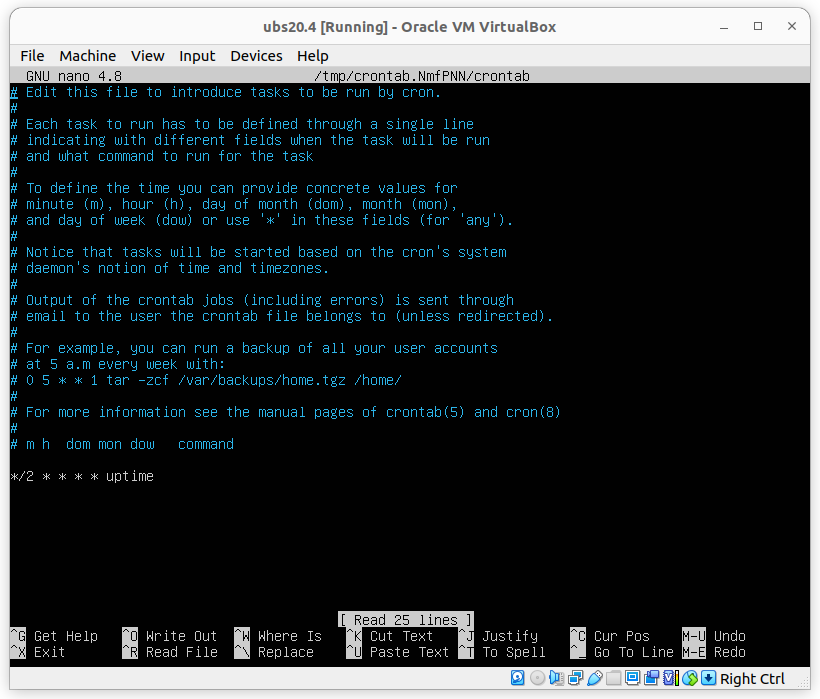 ubs20.4 [Running] - Oracle VM VirtualBox
File Machine View Input Devices Help
GNU nano 4.8 /tmp/crontab.NmfPNN/crontab
# Edit this file to introduce tasks to be run by cron.
#
# Each task to run has to be defined through a single line
# indicating with different fields when the task will be run
# and what command to run for the task
#
# To define the time you can provide concrete values for
# minute (m), hour (h), day of month (dom), month (mon),
# and day of week (dow) or use '*' in these fields (for 'any').
#
# Notice that tasks will be started based on the cron's system
# daemon's notion of time and timezones.
#
# Output of the crontab jobs (including errors) is sent through
# email to the user the crontab file belongs to (unless redirected).
#
# For example, you can run a backup of all your user accounts
# at 5 a.m every week with:
# 0 5 * * 1 tar -zcf /var/backups/home.tgz /home/
#
# For more information see the manual pages of crontab(5) and cron(8)
#
# m h  dom mon dow   command
*/2 * * * * uptime
[ Read 25 lines ]
^G Get Help ^O Write Out ^W Where Is ^K Cut Text ^J Justify ^C Cur Pos M-U Undo
^X Exit ^R Read File ^\ Replace ^U Paste Text ^T To Spell ^_ Go To Line M-E Redo
Right Ctrl